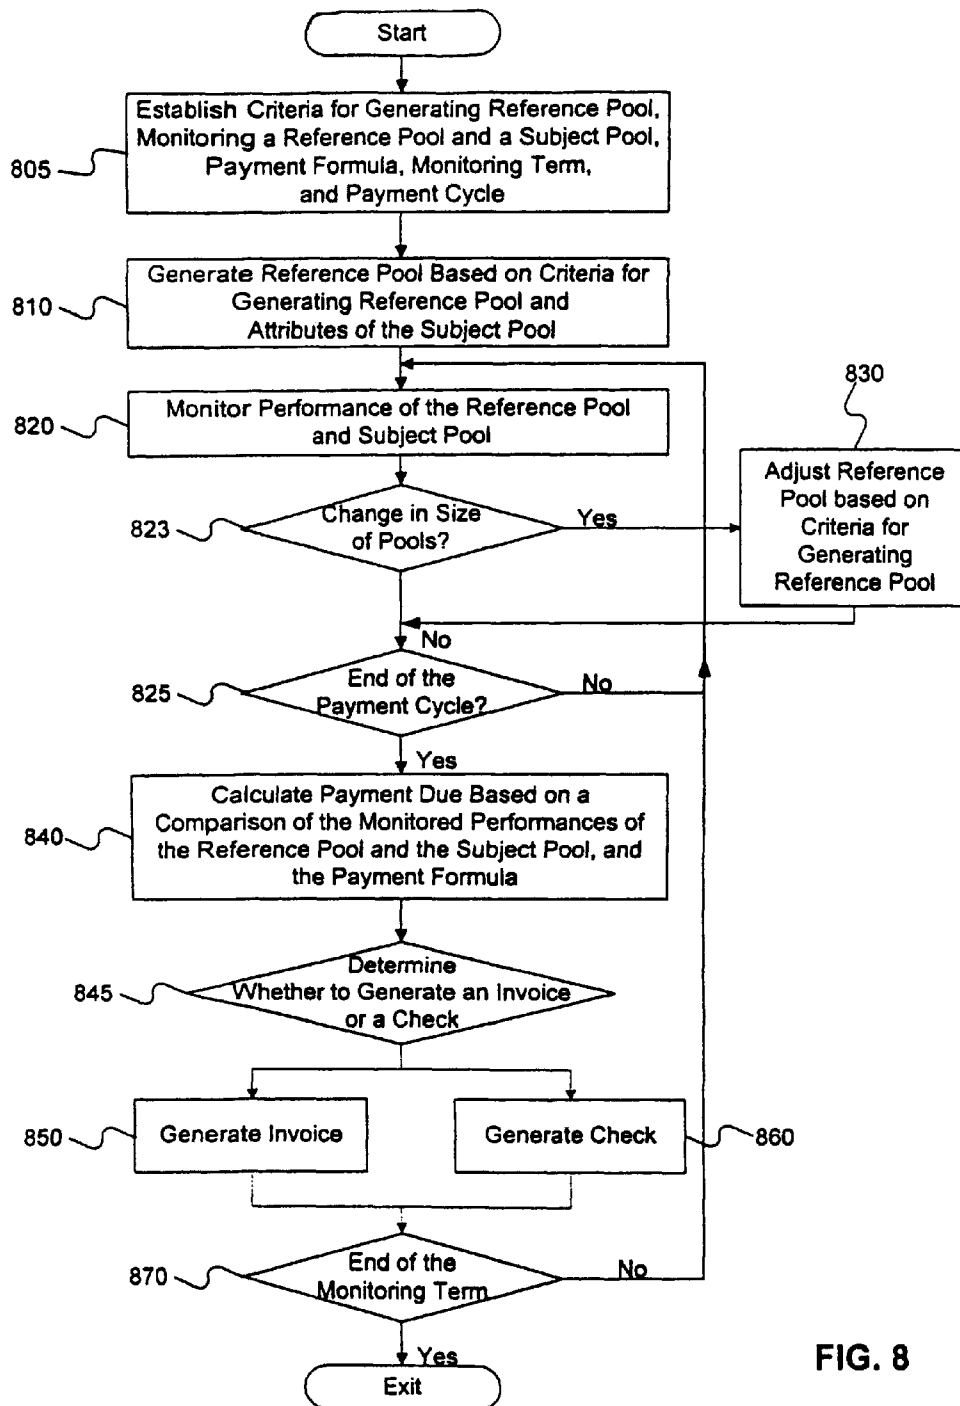 Start
Establish Criteria for Generating Reference Pool,
Monitoring a Reference Pool and a Subject Pool,
Payment Formula, Monitoring Term,
and Payment Cycle
805
Generate Reference Pool Based on Criteria for
Generating Reference Pool and
Attributes of the Subject Pool
810
Monitor Performance of the Reference Pool
and Subject Pool
820
830
Adjust Reference
Pool based on
Criteria for
Generating
Reference Pool
Change in Size
of Pools?
823
Yes
No
End of the
Payment Cycle?
825
No
Yes
Calculate Payment Due Based on a
Comparison of the Monitored Performances of
the Reference Pool and the Subject Pool, and
the Payment Formula
840
Determine
Whether to Generate an Invoice
or a Check
845
850
Generate Invoice
Generate Check
860
End of the
Monitoring Term
870
No
Yes
Exit
FIG. 8